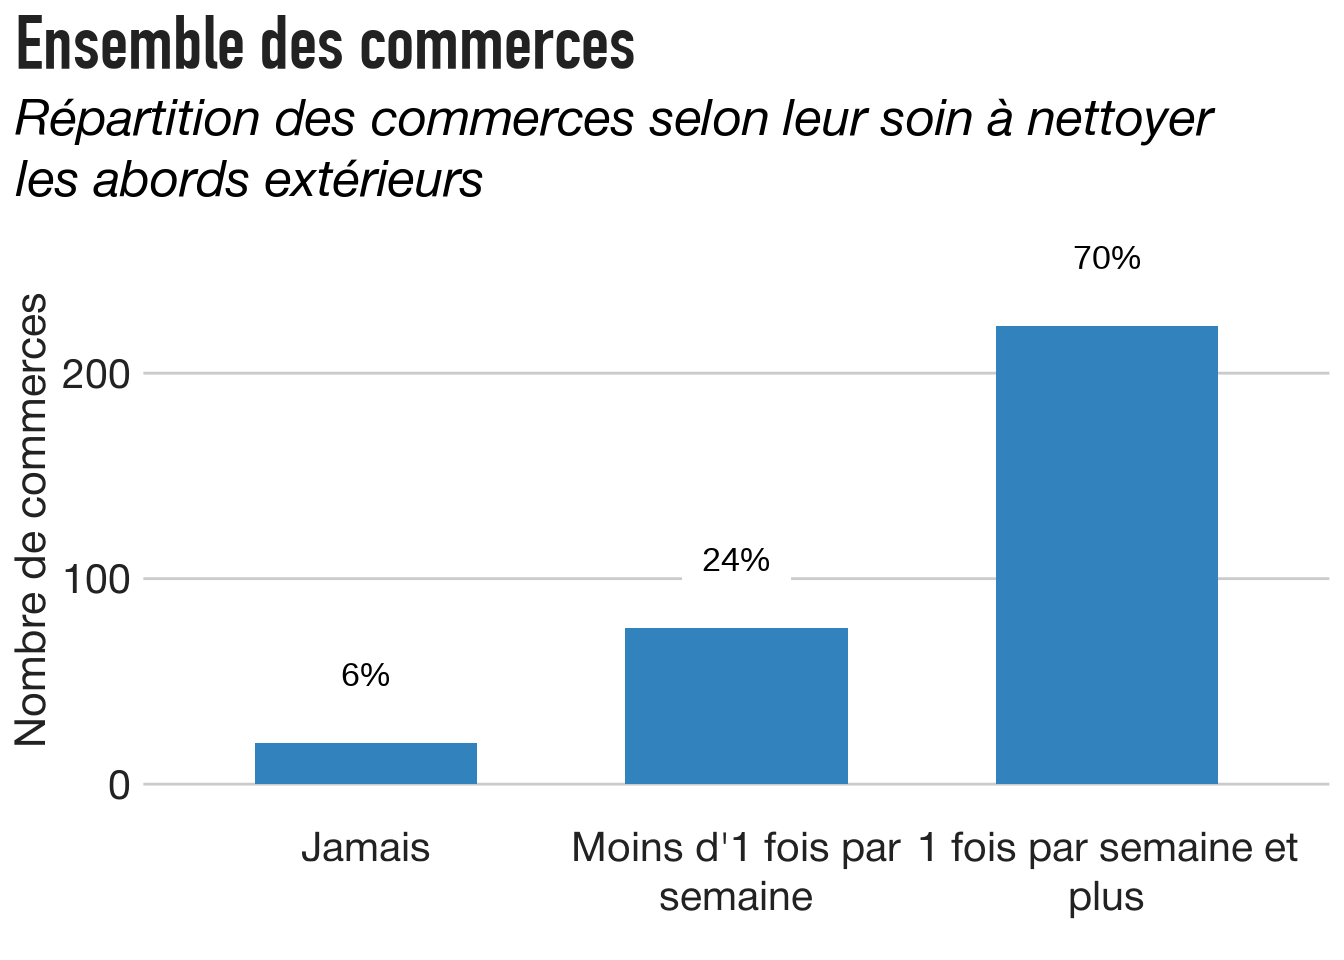 Ensemble des commerces
Répartition des commerces selon leur soin à nettoyer
les abords extérieurs
Nombre de commerces
200
100
0
70%
24%
6%
Jamais
Moins d'1 fois par
semaine
1 fois par semaine et
plus